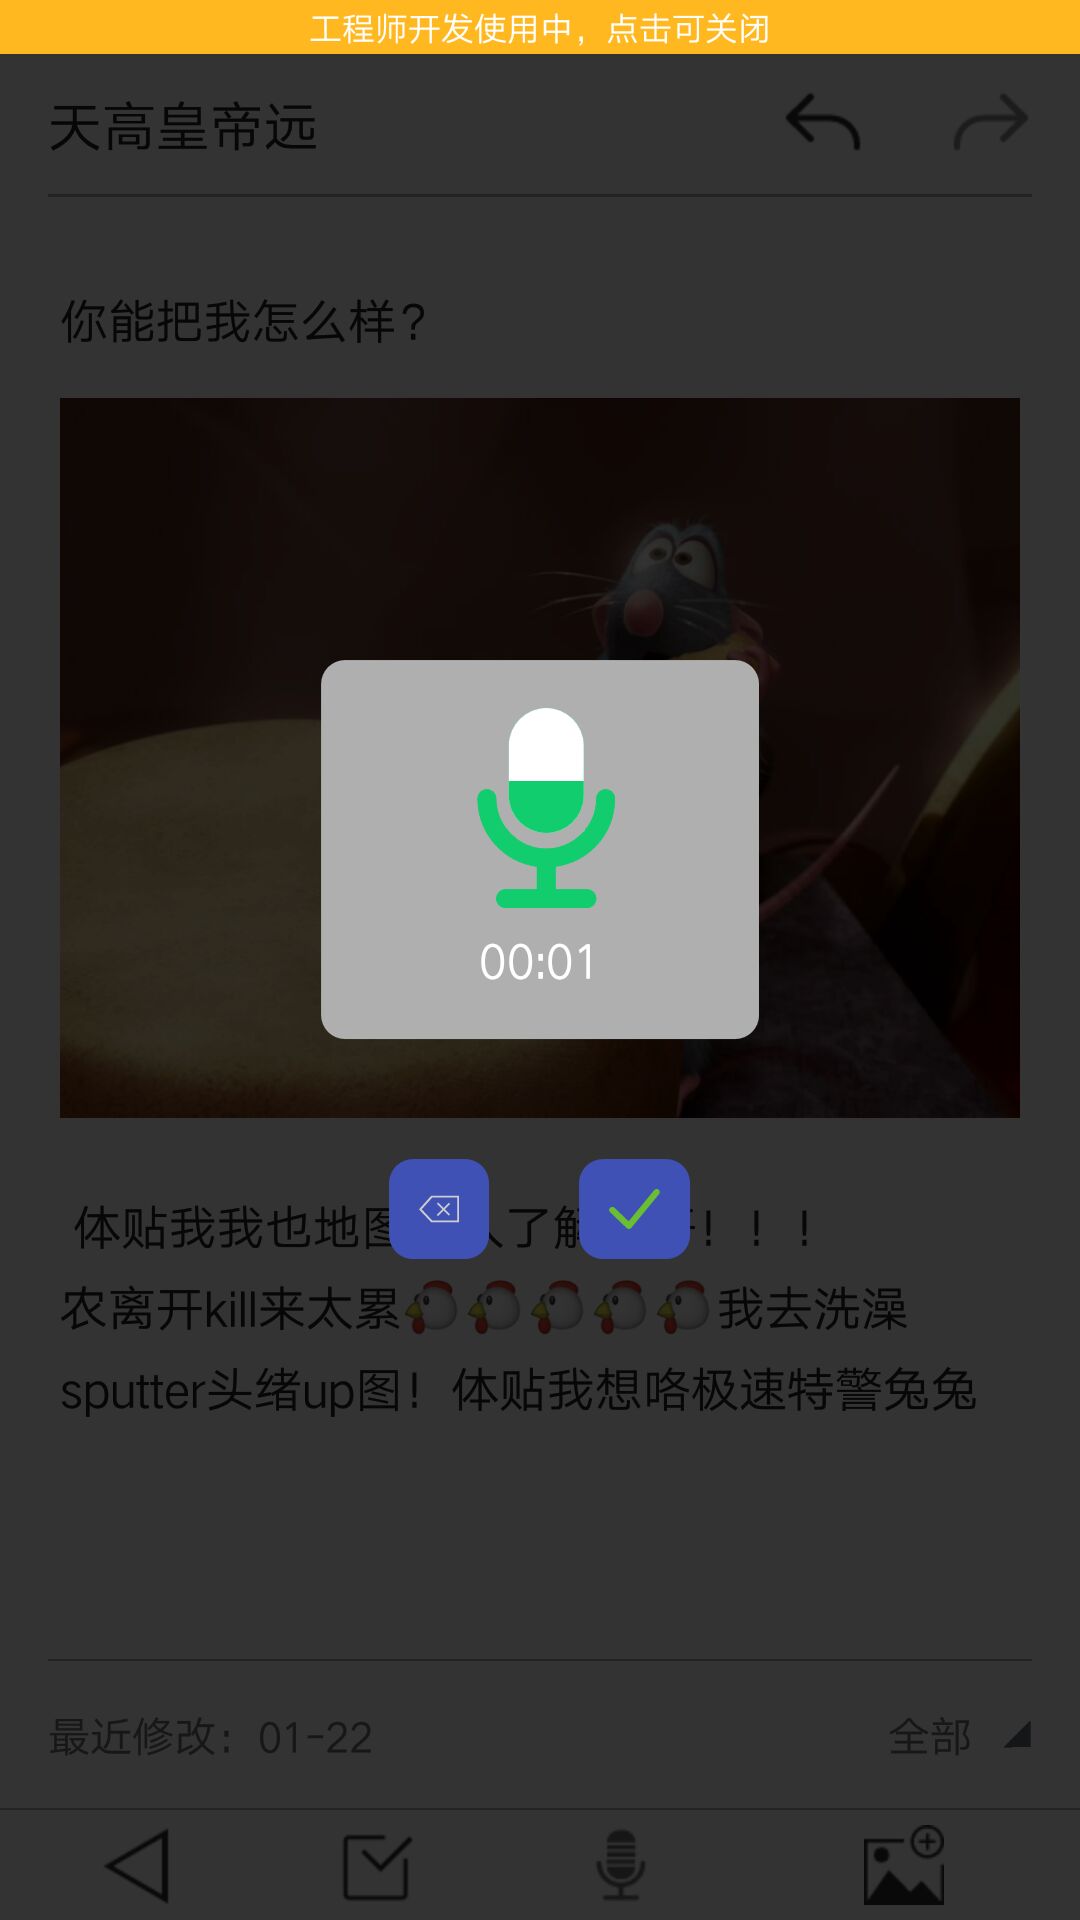 工程师开发使用中，点击可关闭
天高皇帝远
你能把我怎么样？
00:01
体贴我我也地图 人了解 ！！！
农离开kill来太累🐔🐔🐔🐔🐔我去洗澡
sputter头绪up图！体贴我想咯极速特警兔兔
最近修改：01-22
全部